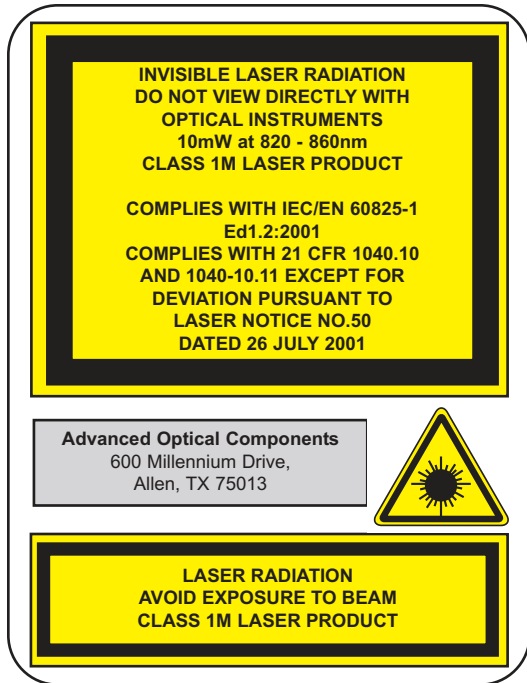 INVISIBLE LASER RADIATION
DO NOT VIEW DIRECTLY WITH
OPTICAL INSTRUMENTS
10mW at 820 - 860nm
CLASS 1M LASER PRODUCT
COMPLIES WITH IEC/EN 60825-1
Ed1.2:2001
COMPLIES WITH 21 CFR 1040.10
AND 1040-10.11 EXCEPT FOR
DEVIATION PURSUANT TO
LASER NOTICE NO.50
DATED 26 JULY 2001
Advanced Optical Components
600 Millennium Drive,
Allen, TX 75013
LASER RADIATION
AVOID EXPOSURE TO BEAM
CLASS 1M LASER PRODUCT